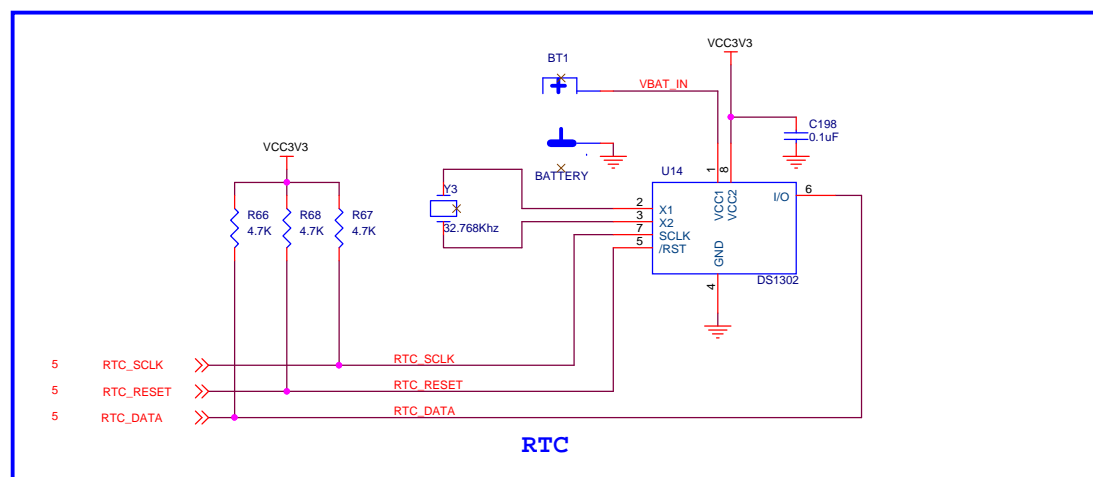 VCC3V3
BT1
VBAT_IN
C198
0.1uF
VCC3V3
BATTERY
U14
1
8
6
Y3
R66
4.7K
R68
4.7K
R67
4.7K
32.768Khz
2
3
7
5
X1
X2
SCLK
/RST
VCC1
VCC2
I/O
GND
4
DS1302
5 RTC_SCLK RTC_SCLK
5 RTC_RESET RTC_RESET
5 RTC_DATA RTC_DATA
RTC